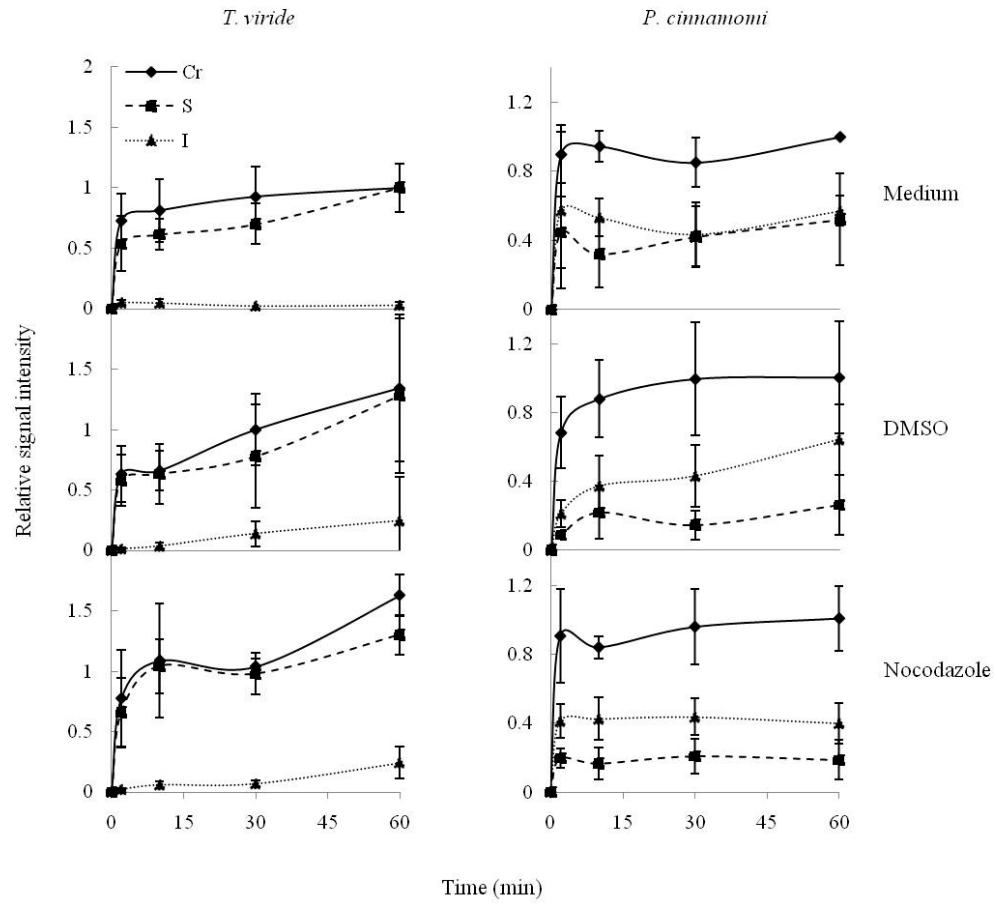 T. viride
P. cinnamomi
2
1.5
1
0.5
0
Cr
S
I
1.2
0.8
0.4
0
Medium
1.5
1
0.5
0
1.2
0.8
0.4
0
DMSO
1.5
1
0.5
0
1.2
0.8
0.4
0
Nocodazole
0 15 30 45 60
0 15 30 45 60
Relative signal intensity
Time (min)